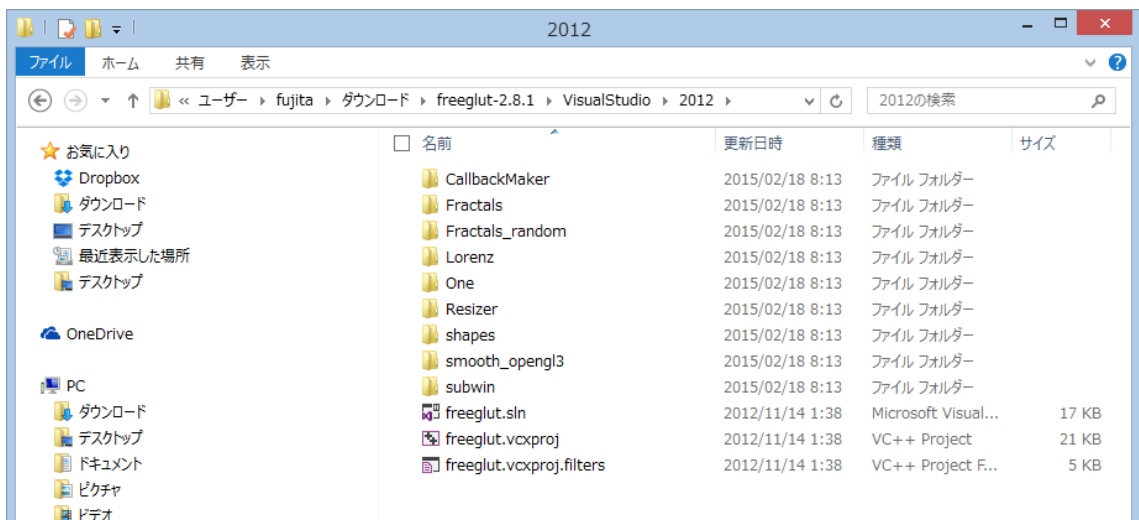 2012
ファイル ホーム 共有 表示
« ユーザー ▸ fujita ▸ ダウンロード ▸ freeglut-2.8.1 ▸ VisualStudio ▸ 2012 ▸ 2012の検索
お気に入り
Dropbox
ダウンロード
デスクトップ
最近表示した場所
デスクトップ
OneDrive
PC
ダウンロード
デスクトップ
ドキュメント
ピクチャ
ビデオ
名前 更新日時 種類 サイズ
CallbackMaker 2015/02/18 8:13 ファイル フォルダー
Fractals 2015/02/18 8:13 ファイル フォルダー
Fractals_random 2015/02/18 8:13 ファイル フォルダー
Lorenz 2015/02/18 8:13 ファイル フォルダー
One 2015/02/18 8:13 ファイル フォルダー
Resizer 2015/02/18 8:13 ファイル フォルダー
shapes 2015/02/18 8:13 ファイル フォルダー
smooth_opengl3 2015/02/18 8:13 ファイル フォルダー
subwin 2015/02/18 8:13 ファイル フォルダー
freeglut.sln 2012/11/14 1:38 Microsoft Visual... 17 KB
freeglut.vcxproj 2012/11/14 1:38 VC++ Project 21 KB
freeglut.vcxproj.filters 2012/11/14 1:38 VC++ Project F... 5 KB